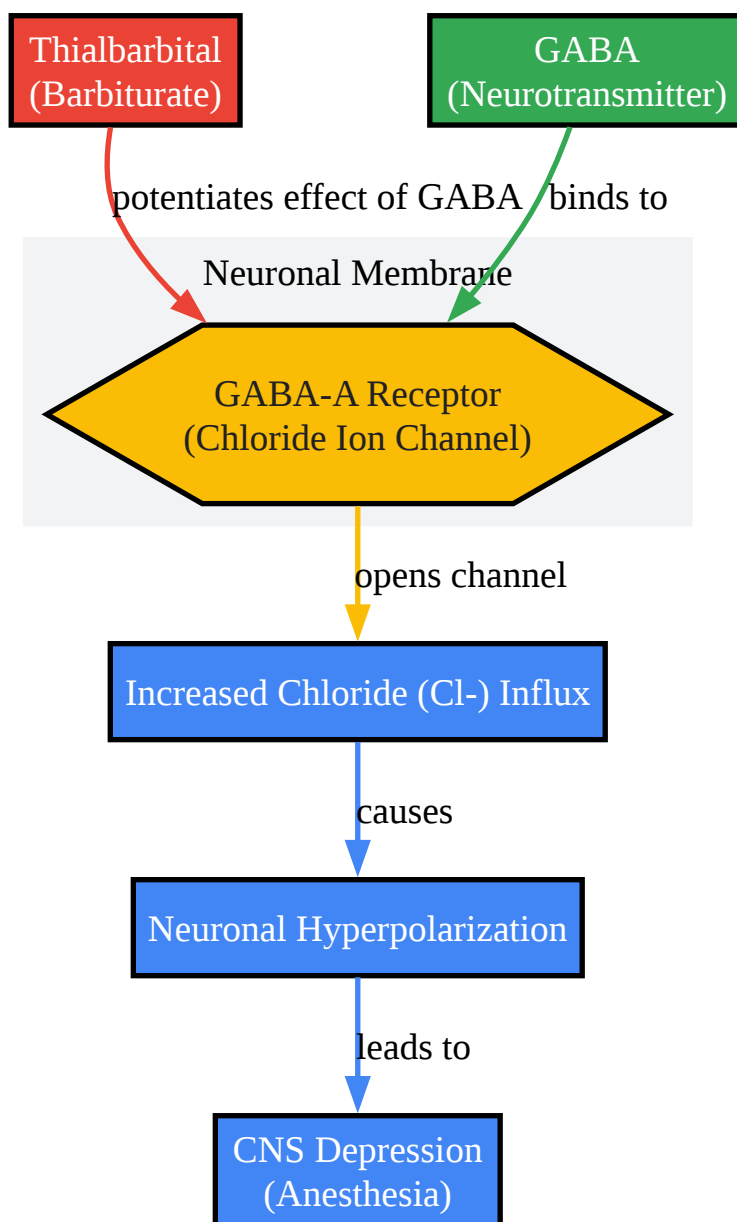 Thialbarbital
(Barbiturate)
GABA
(Neurotransmitter)
potentiates effect of GABA
binds to
Neuronal Membrane
GABA-A Receptor
(Chloride Ion Channel)
opens channel
Increased Chloride (Cl-) Influx
causes
Neuronal Hyperpolarization
leads to
CNS Depression
(Anesthesia)